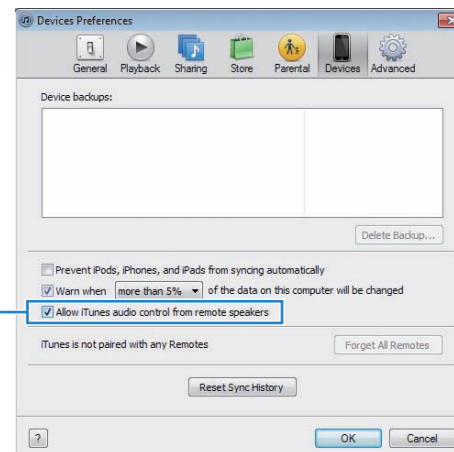 Devices Preferences
General Playback Sharing Store Parental Devices Advanced
Device backups:
Delete Backup...
Prevent iPods, iPhones, and iPads from syncing automatically
Warn when more than 5% of the data on this computer will be changed
Allow iTunes audio control from remote speakers
iTunes is not paired with any Remotes Forget All Remotes
Reset Sync History
? OK Cancel